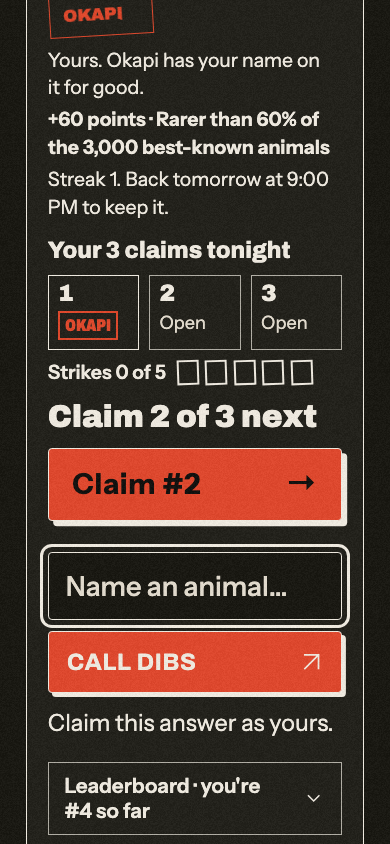 OKAPI
Yours. Okapi has your name on
it for good.
+60 points · Rarer than 60% of
the 3,000 best-known animals
Streak 1. Back tomorrow at 9:00
PM to keep it.
Your 3 claims tonight
1
OKAPI
2
Open
3
Open
Strikes 0 of 5
Claim 2 of 3 next
Claim #2 →
Name an animal...
CALL DIBS
Claim this answer as yours.
Leaderboard · you're
#4 so far